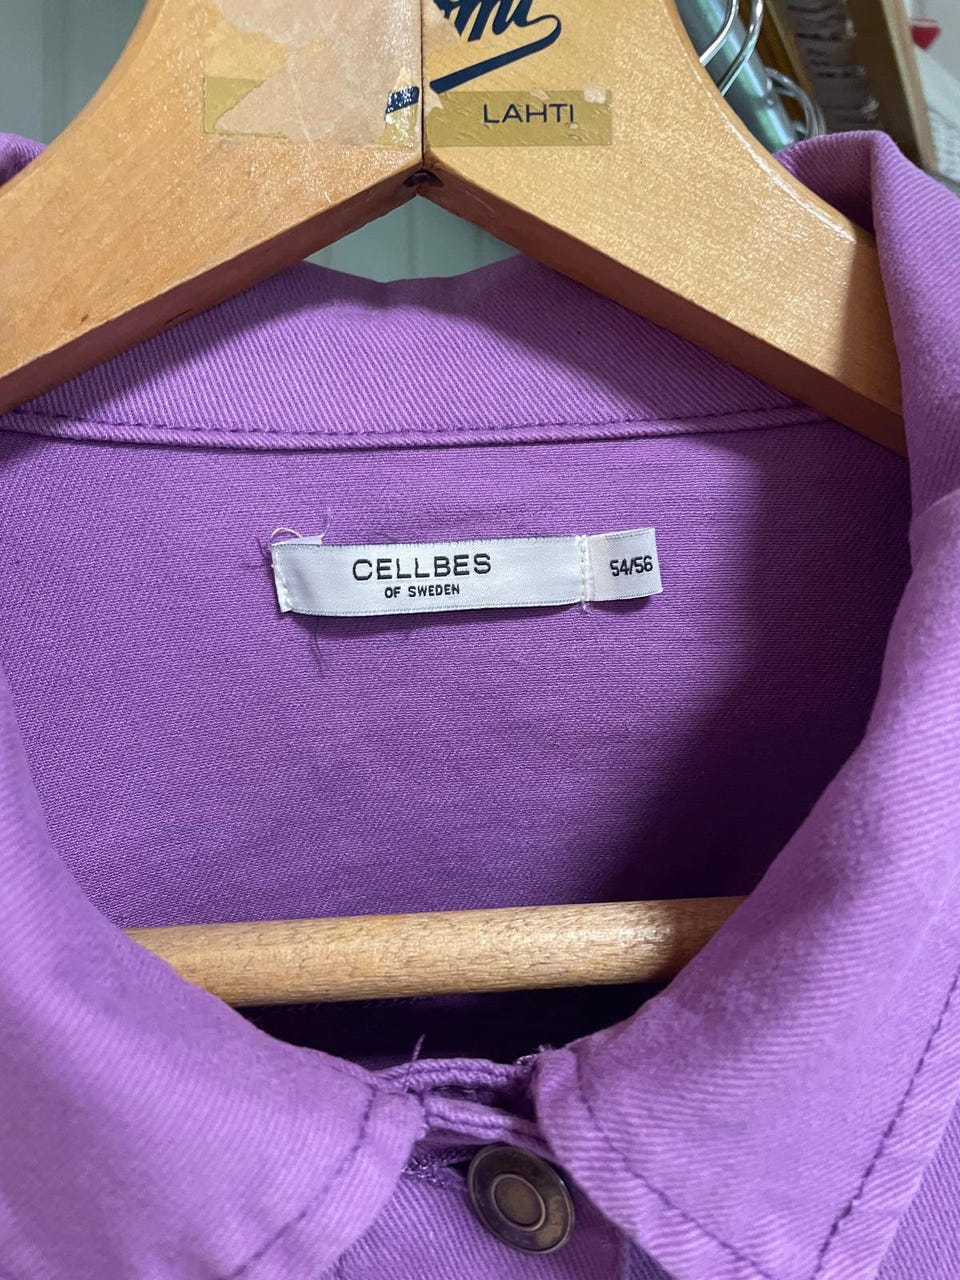 LAHTI
CELLBES
OF SWEDEN
54/56